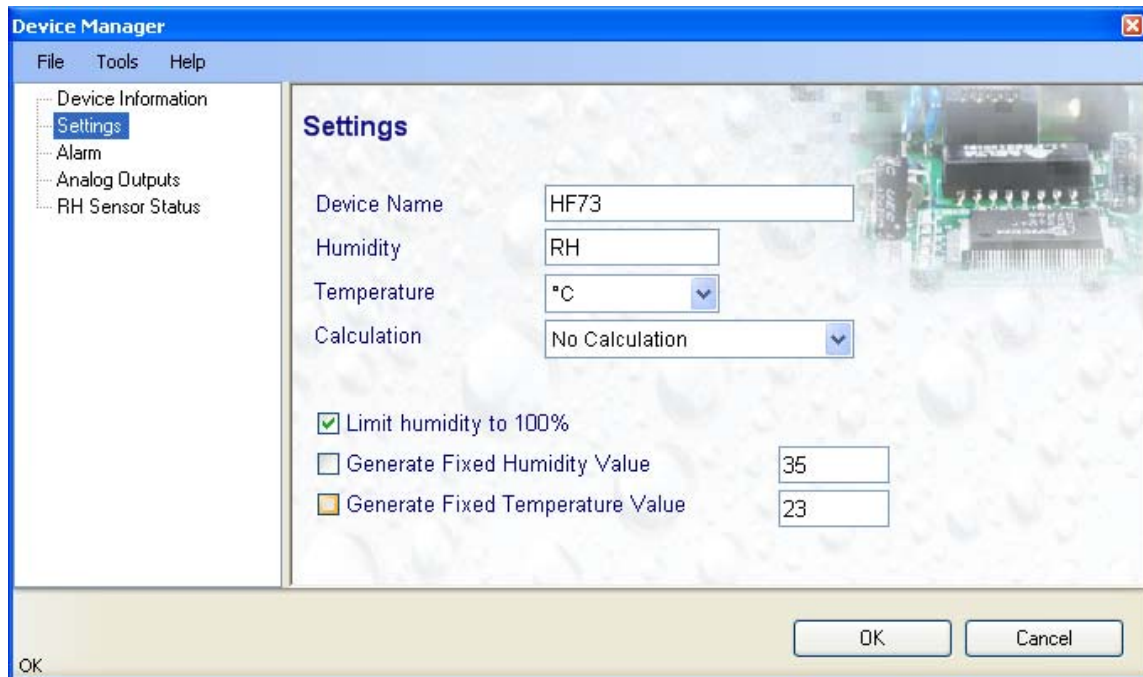 Device Manager
File Tools Help
Device Information
Settings
Alarm
Analog Outputs
RH Sensor Status
Settings
Device Name HF73
Humidity RH
Temperature °C
Calculation No Calculation
Limit humidity to 100%
Generate Fixed Humidity Value 35
Generate Fixed Temperature Value 23
OK Cancel
OK